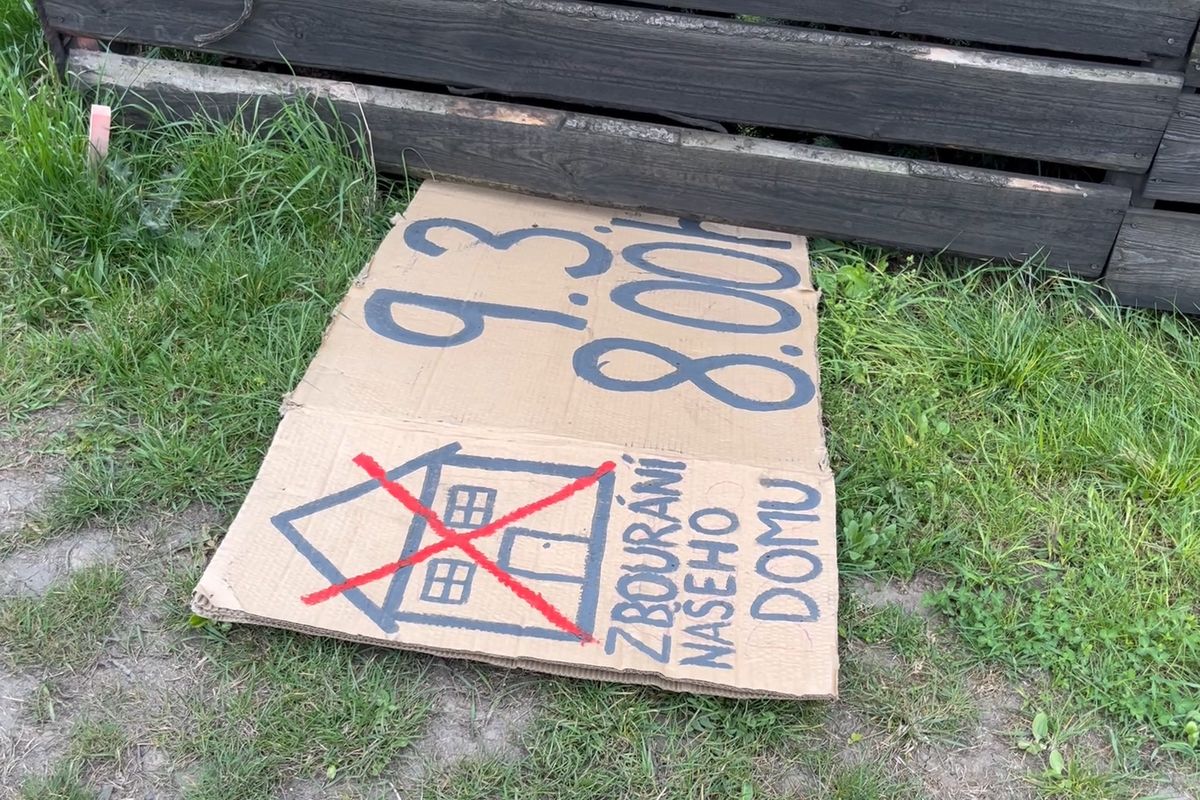 ZBOURÁNÍ
NAŠEHO
DOMU
9.3.
8.00H